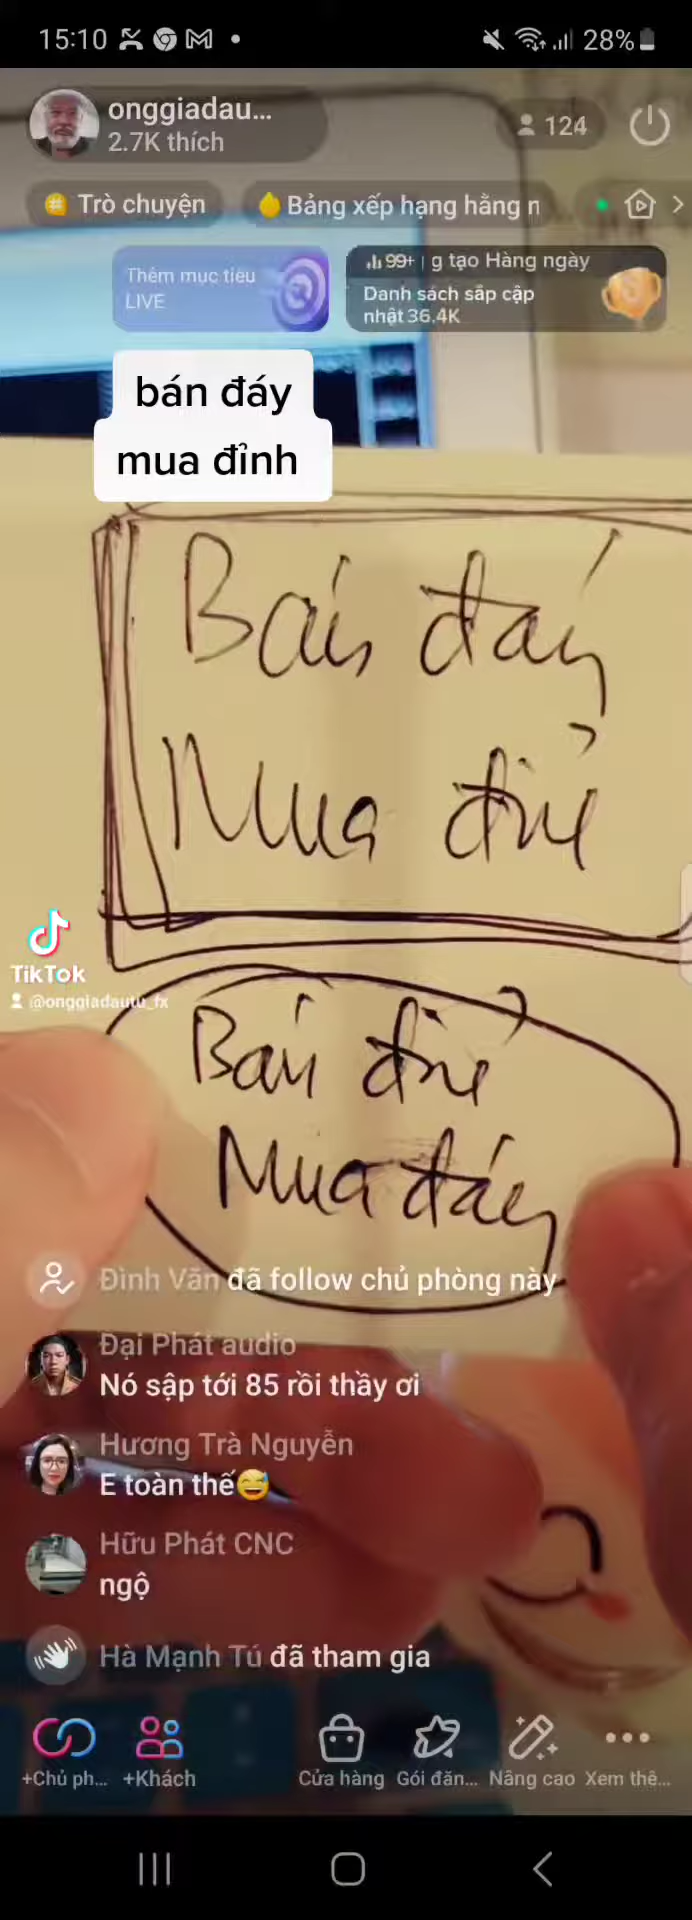 15:10
28%
onggiadau...
2.7K thích
124
Trò chuyện
Bảng xếp hạng hằng n
Thêm mục tiêu
LIVE
99+ g tạo Hàng ngày
Danh sách sắp cập
nhật 36.4K
bán đáy
mua đỉnh
Bán đáy
Mua đỉnh
TikTok
@onggiadautu_fx
Bán đỉnh
Mua đáy
Đình Văn đã follow chủ phòng này
Đại Phát audio
Nó sập tới 85 rồi thầy ơi
Hương Trà Nguyễn
E toàn thế😅
Hữu Phát CNC
ngộ
Hà Mạnh Tú đã tham gia
+Chủ ph... +Khách Cửa hàng Gói đăn... Nâng cao Xem thê...